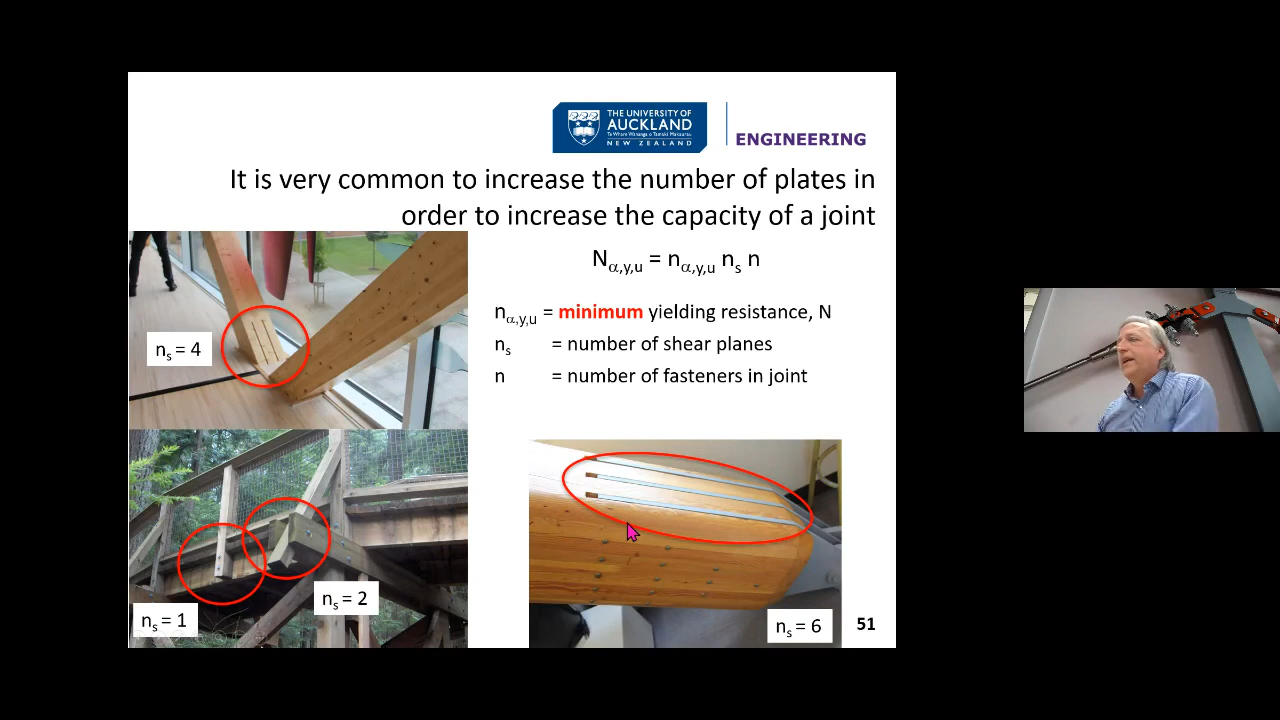 THE UNIVERSITY OF
AUCKLAND
Te Whare Wānanga o Tāmaki Makaurau
NEW ZEALAND
ENGINEERING
It is very common to increase the number of plates in
order to increase the capacity of a joint
Nα,y,u = nα,y,u ns n
nα,y,u = minimum yielding resistance, N
ns = number of shear planes
n = number of fasteners in joint
ns = 4
ns = 2
ns = 1
ns = 6
51